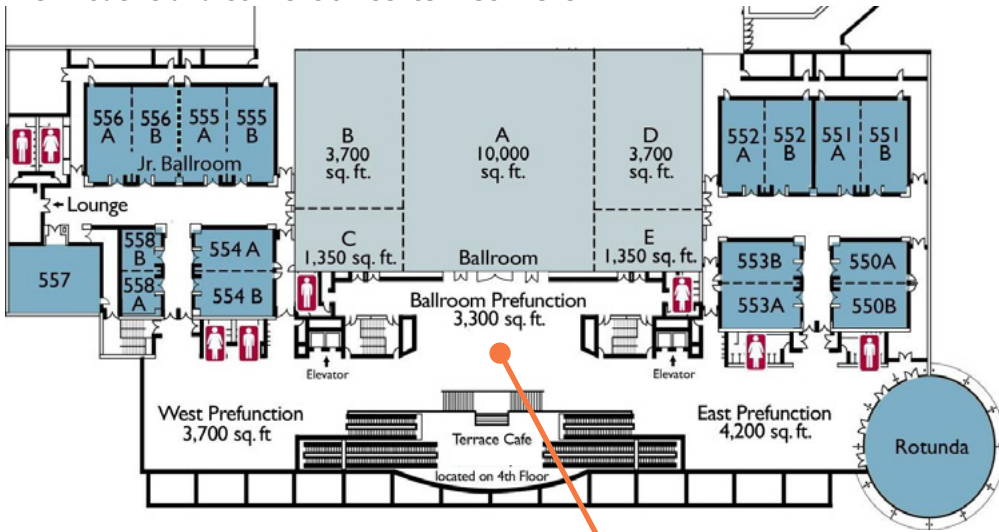 556
A
556
B
555
A
555
B
Jr. Ballroom
B
3,700
sq. ft.
A
10,000
sq. ft.
D
3,700
sq. ft.
552
A
552
B
551
A
551
B
Lounge
C
1,350 sq. ft.
Ballroom
E
1,350 sq. ft.
557
558
B
558
A
554 A
554 B
553B
553A
550A
550B
Ballroom Prefunction
3,300 sq. ft.
Elevator
Elevator
West Prefunction
3,700 sq. ft
Terrace Cafe
located on 4th Floor
East Prefunction
4,200 sq. ft.
Rotunda